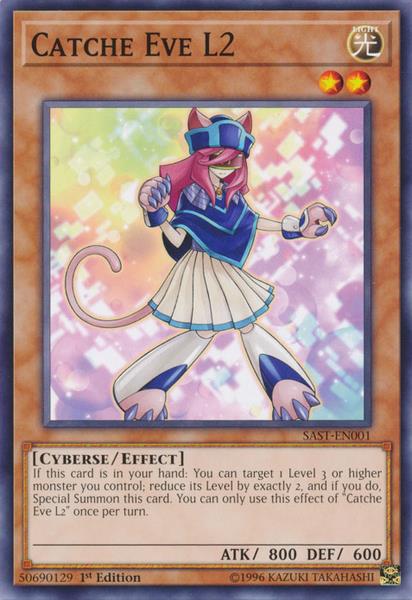 CATCHE EVE L2
LIGHT
光
SAST-EN001
[CYBERSE/EFFECT]
If this card is in your hand: You can target 1 Level 3 or higher
monster you control; reduce its Level by exactly 2, and if you do,
Special Summon this card. You can only use this effect of "Catche
Eve L2" once per turn.
ATK/ 800 DEF/ 600
50690129 1st Edition ©1996 KAZUKI TAKAHASHI